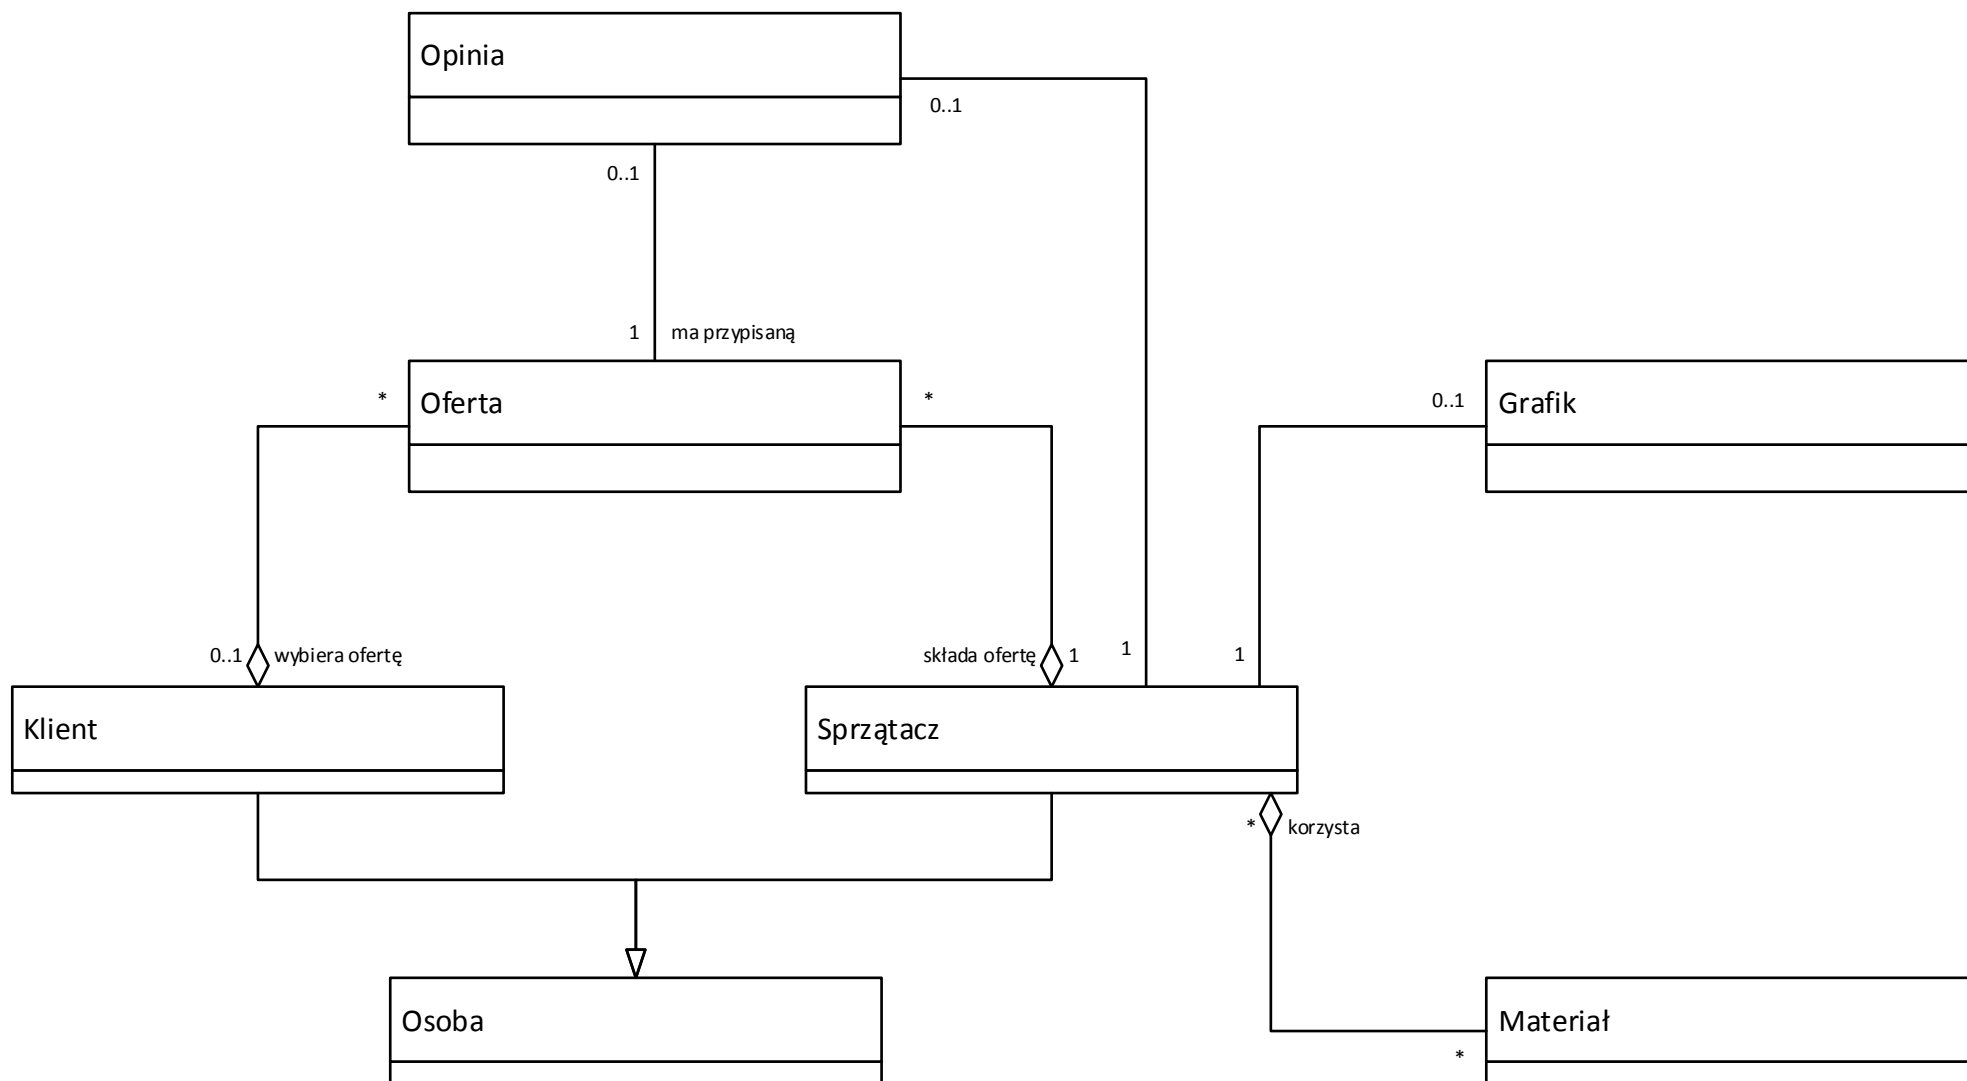 Opinia
0..1
0..1
1
ma przypisaną
*
Oferta
*
0..1
Grafik
0..1
wybiera ofertę
składa ofertę
1
1
1
Klient
Sprzątacz
*
korzysta
Osoba
Materiał
*